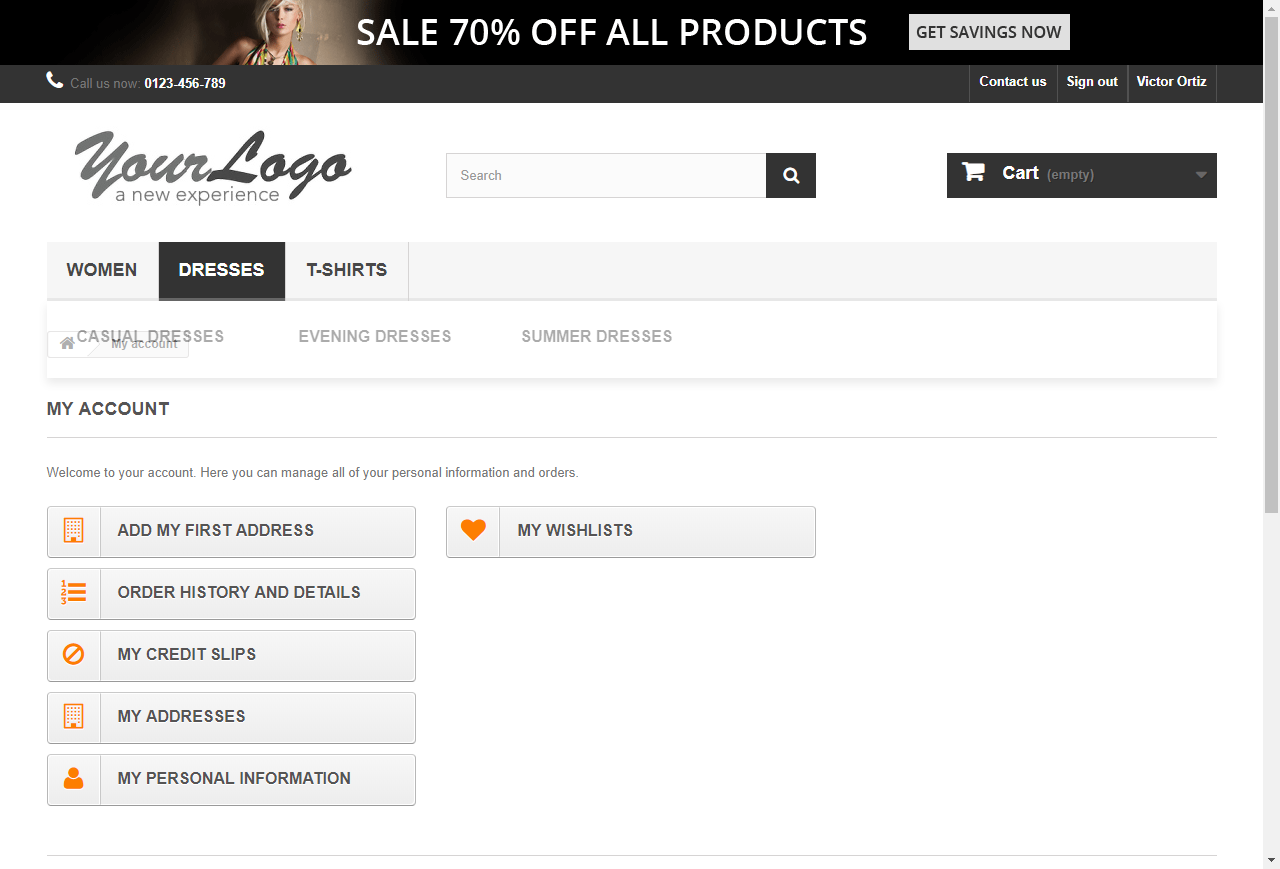 SALE 70% OFF ALL PRODUCTS GET SAVINGS NOW
Call us now: 0123-456-789 Contact us Sign out Victor Ortiz
YourLogo
a new experience
Search
Cart (empty)
WOMEN DRESSES T-SHIRTS
CASUAL DRESSES EVENING DRESSES SUMMER DRESSES
My account
MY ACCOUNT
Welcome to your account. Here you can manage all of your personal information and orders.
ADD MY FIRST ADDRESS MY WISHLISTS
1
2
3
ORDER HISTORY AND DETAILS
MY CREDIT SLIPS
MY ADDRESSES
MY PERSONAL INFORMATION